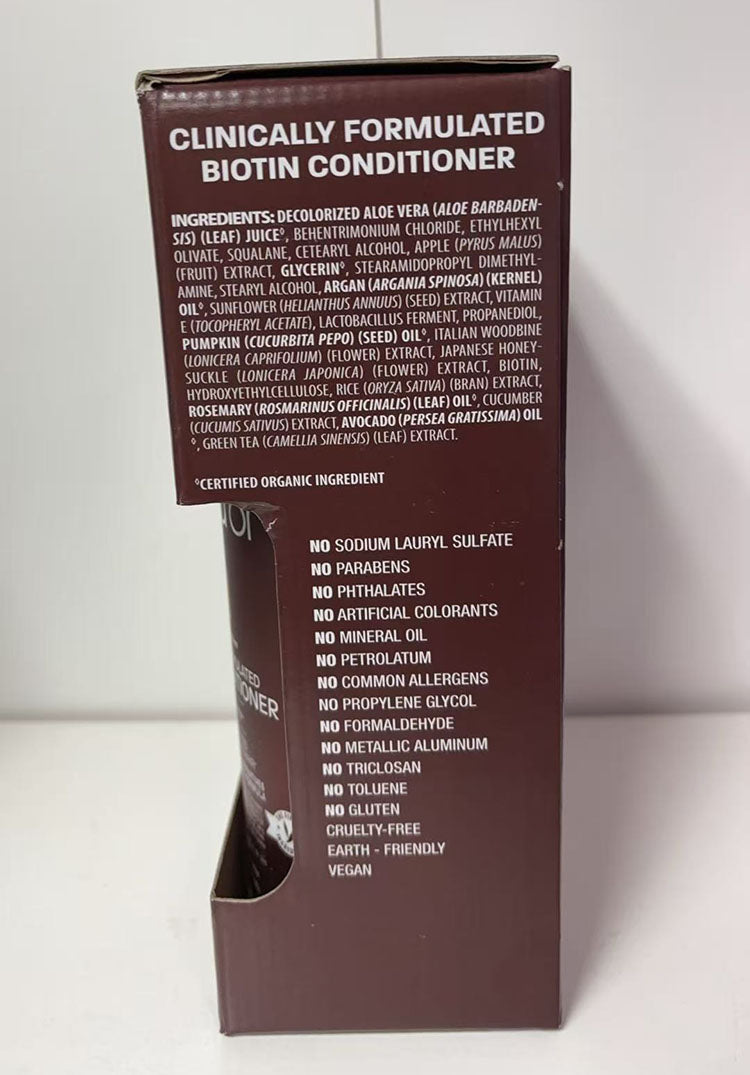 CLINICALLY FORMULATED
BIOTIN CONDITIONER
INGREDIENTS: DECOLORIZED ALOE VERA (ALOE BARBADEN-
SIS) (LEAF) JUICE◊, BEHENTRIMONIUM CHLORIDE, ETHYLHEXYL
OLIVATE, SQUALANE, CETEARYL ALCOHOL, APPLE (PYRUS MALUS)
(FRUIT) EXTRACT, GLYCERIN◊, STEARAMIDOPROPYL DIMETHYL-
AMINE, STEARYL ALCOHOL, ARGAN (ARGANIA SPINOSA) (KERNEL)
OIL◊, SUNFLOWER (HELIANTHUS ANNUUS) (SEED) EXTRACT, VITAMIN
E (TOCOPHERYL ACETATE), LACTOBACILLUS FERMENT, PROPANEDIOL,
PUMPKIN (CUCURBITA PEPO) (SEED) OIL◊, ITALIAN WOODBINE
(LONICERA CAPRIFOLIUM) (FLOWER) EXTRACT, JAPANESE HONEY-
SUCKLE (LONICERA JAPONICA) (FLOWER) EXTRACT, BIOTIN,
HYDROXYETHYLCELLULOSE, RICE (ORYZA SATIVA) (BRAN) EXTRACT,
ROSEMARY (ROSMARINUS OFFICINALIS) (LEAF) OIL◊, CUCUMBER
(CUCUMIS SATIVUS) EXTRACT, AVOCADO (PERSEA GRATISSIMA) OIL
◊, GREEN TEA (CAMELLIA SINENSIS) (LEAF) EXTRACT.
◊CERTIFIED ORGANIC INGREDIENT
NO SODIUM LAURYL SULFATE
NO PARABENS
NO PHTHALATES
NO ARTIFICIAL COLORANTS
NO MINERAL OIL
NO PETROLATUM
NO COMMON ALLERGENS
NO PROPYLENE GLYCOL
NO FORMALDEHYDE
NO METALLIC ALUMINUM
NO TRICLOSAN
NO TOLUENE
NO GLUTEN
CRUELTY-FREE
EARTH - FRIENDLY
VEGAN